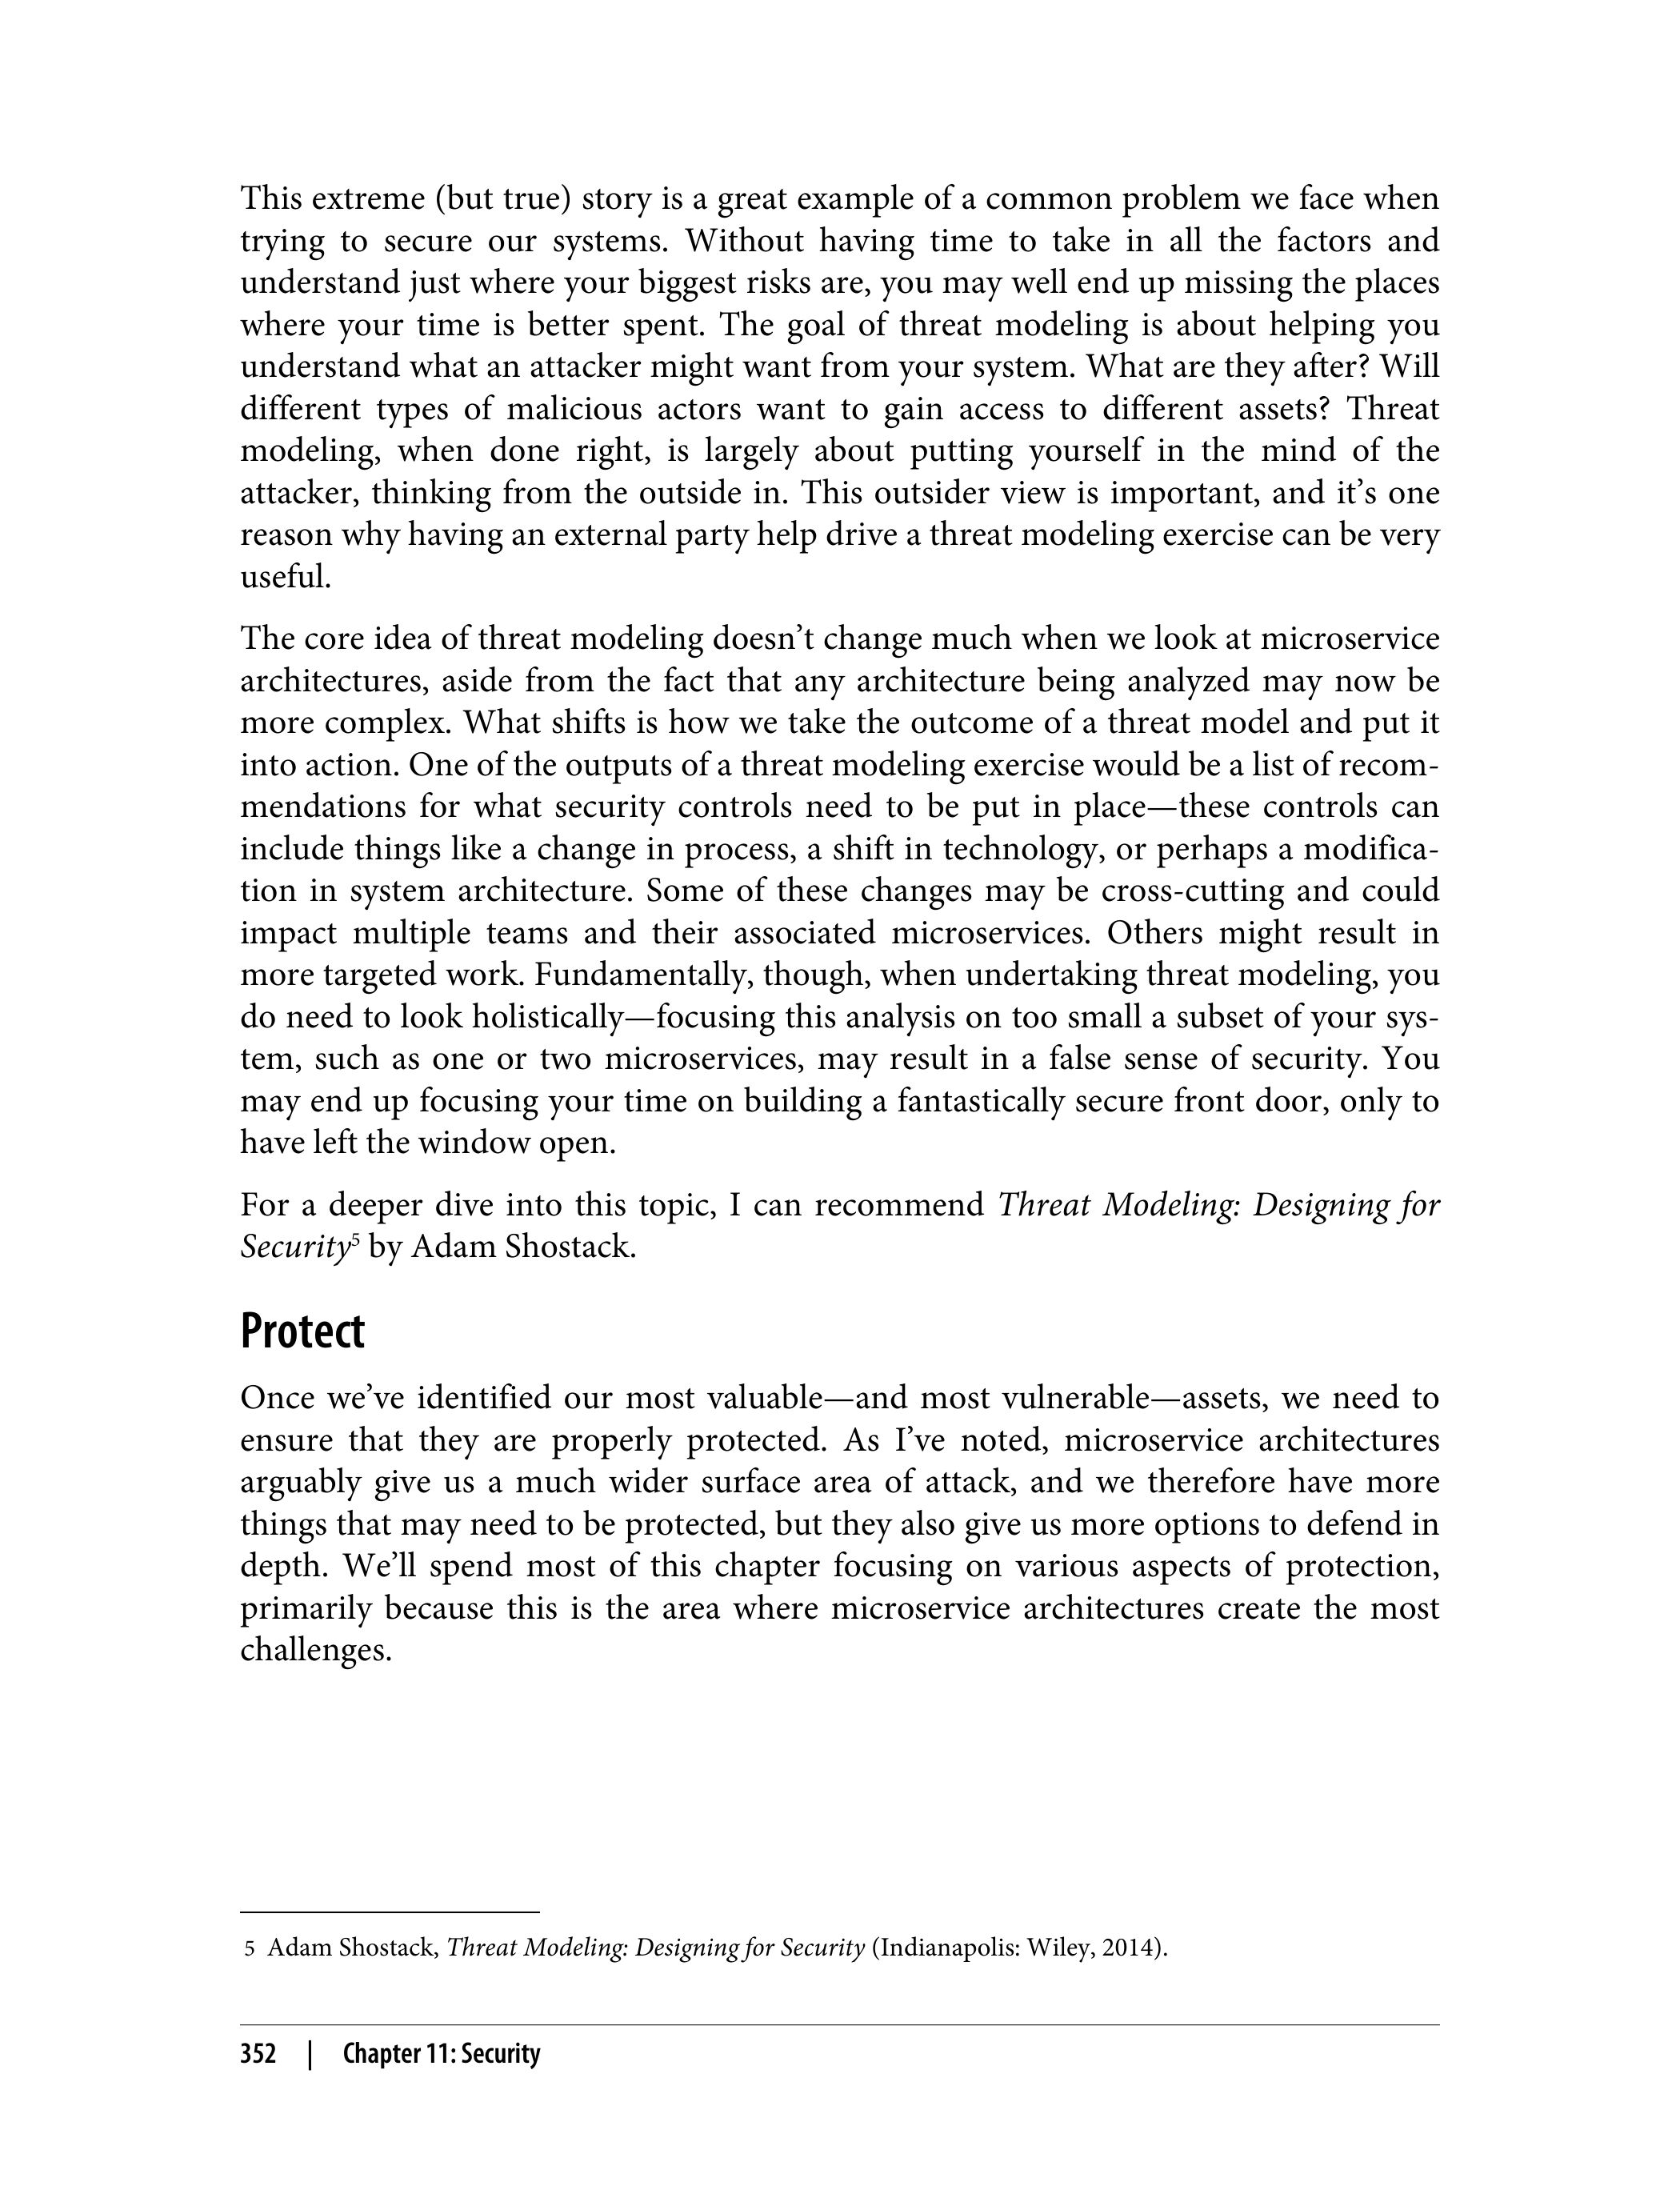 This extreme (but true) story is a great example of a common problem we face when
trying to secure our systems. Without having time to take in all the factors and
understand just where your biggest risks are, you may well end up missing the places
where your time is better spent. The goal of threat modeling is about helping you
understand what an attacker might want from your system. What are they after? Will
different types of malicious actors want to gain access to different assets? Threat
modeling, when done right, is largely about putting yourself in the mind of the
attacker, thinking from the outside in. This outsider view is important, and it’s one
reason why having an external party help drive a threat modeling exercise can be very
useful.
The core idea of threat modeling doesn’t change much when we look at microservice
architectures, aside from the fact that any architecture being analyzed may now be
more complex. What shifts is how we take the outcome of a threat model and put it
into action. One of the outputs of a threat modeling exercise would be a list of recom-
mendations for what security controls need to be put in place—these controls can
include things like a change in process, a shift in technology, or perhaps a modifica-
tion in system architecture. Some of these changes may be cross-cutting and could
impact multiple teams and their associated microservices. Others might result in
more targeted work. Fundamentally, though, when undertaking threat modeling, you
do need to look holistically—focusing this analysis on too small a subset of your sys-
tem, such as one or two microservices, may result in a false sense of security. You
may end up focusing your time on building a fantastically secure front door, only to
have left the window open.
For a deeper dive into this topic, I can recommend Threat Modeling: Designing for
Security⁵ by Adam Shostack.
Protect
Once we’ve identified our most valuable—and most vulnerable—assets, we need to
ensure that they are properly protected. As I’ve noted, microservice architectures
arguably give us a much wider surface area of attack, and we therefore have more
things that may need to be protected, but they also give us more options to defend in
depth. We’ll spend most of this chapter focusing on various aspects of protection,
primarily because this is the area where microservice architectures create the most
challenges.
5 Adam Shostack, Threat Modeling: Designing for Security (Indianapolis: Wiley, 2014).
352 | Chapter 11: Security